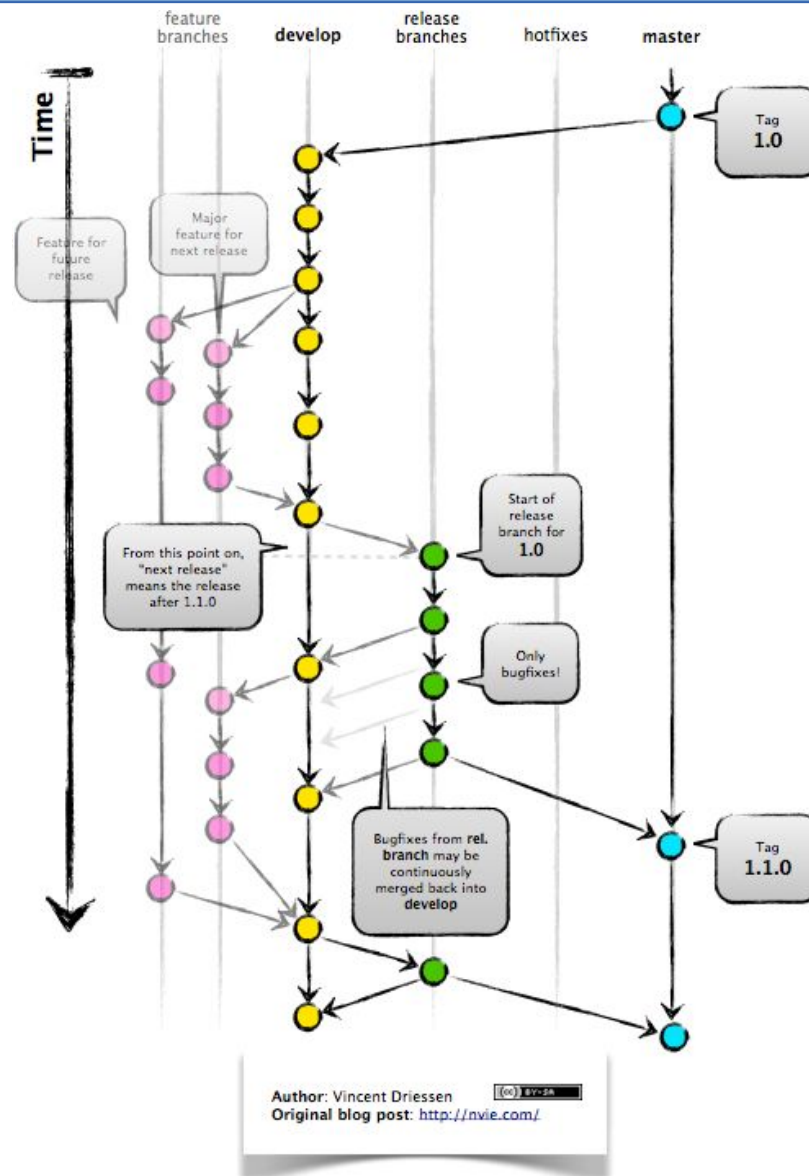 feature
branches
develop
release
branches
hotfixes
master
Time
Tag
1.0
Feature for
future
release
Major
feature for
next release
Start of
release
branch for
1.0
From this point on,
"next release"
means the release
after 1.1.0
Only
bugfixes!
Bugfixes from rel.
branch may be
continuously
merged back into
develop
Tag
1.1.0
Author: Vincent Driessen
(cc) BY-SA
Original blog post: http://nvie.com/